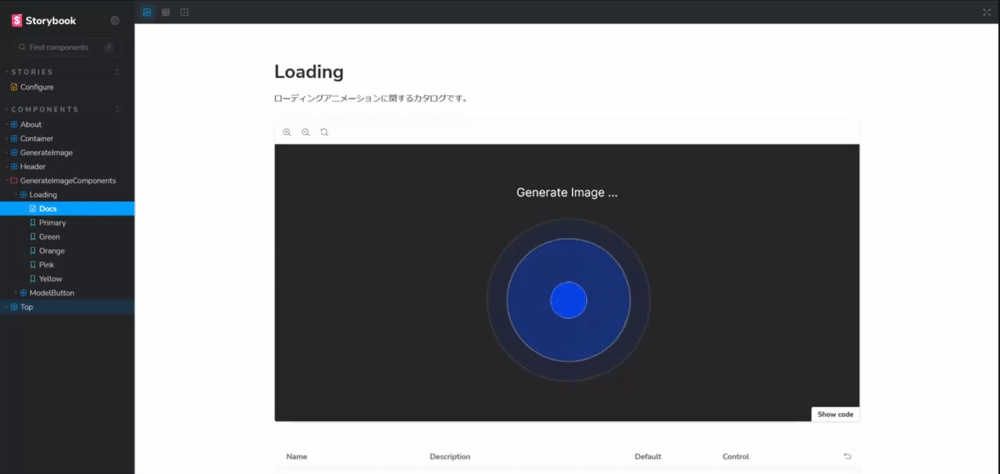 Storybook
Find components
/
STORIES
Configure
COMPONENTS
About
Container
GenerateImage
Header
GenerateImageComponents
Loading
Docs
Primary
Green
Orange
Pink
Yellow
ModelButton
Top
Loading
ローディングアニメーションに関するカタログです。
Generate Image ...
Show code
Name Description Default Control